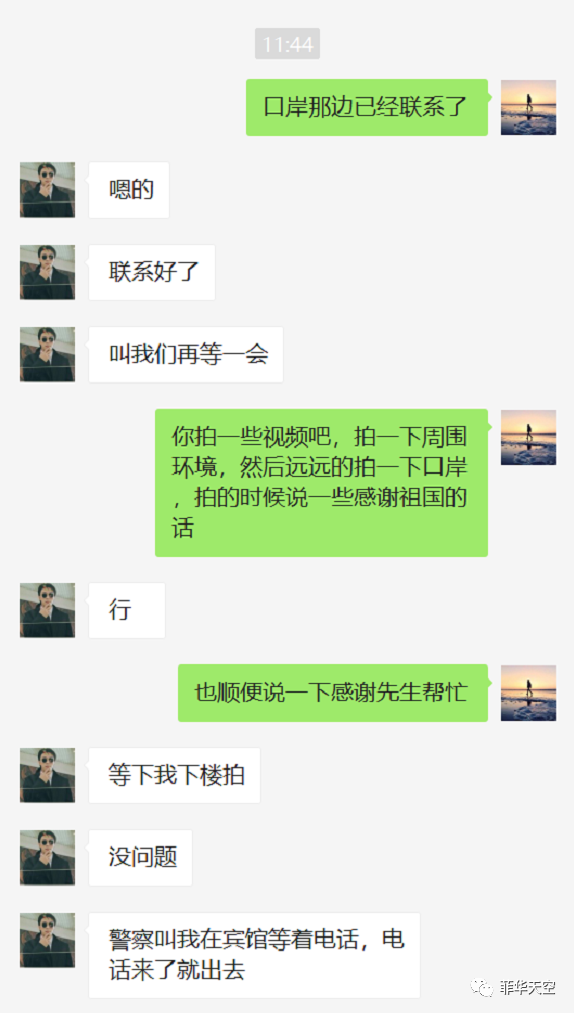 11:44
口岸那边已经联系了
嗯的
联系好了
叫我们再等一会
你拍一些视频吧，拍一下周围
环境，然后远远的拍一下口岸
，拍的时候说一些感谢祖国的
话
行
也顺便说一下感谢先生帮忙
等下我下楼拍
没问题
警察叫我在宾馆等着电话，电
话来了就出去
菲华天空